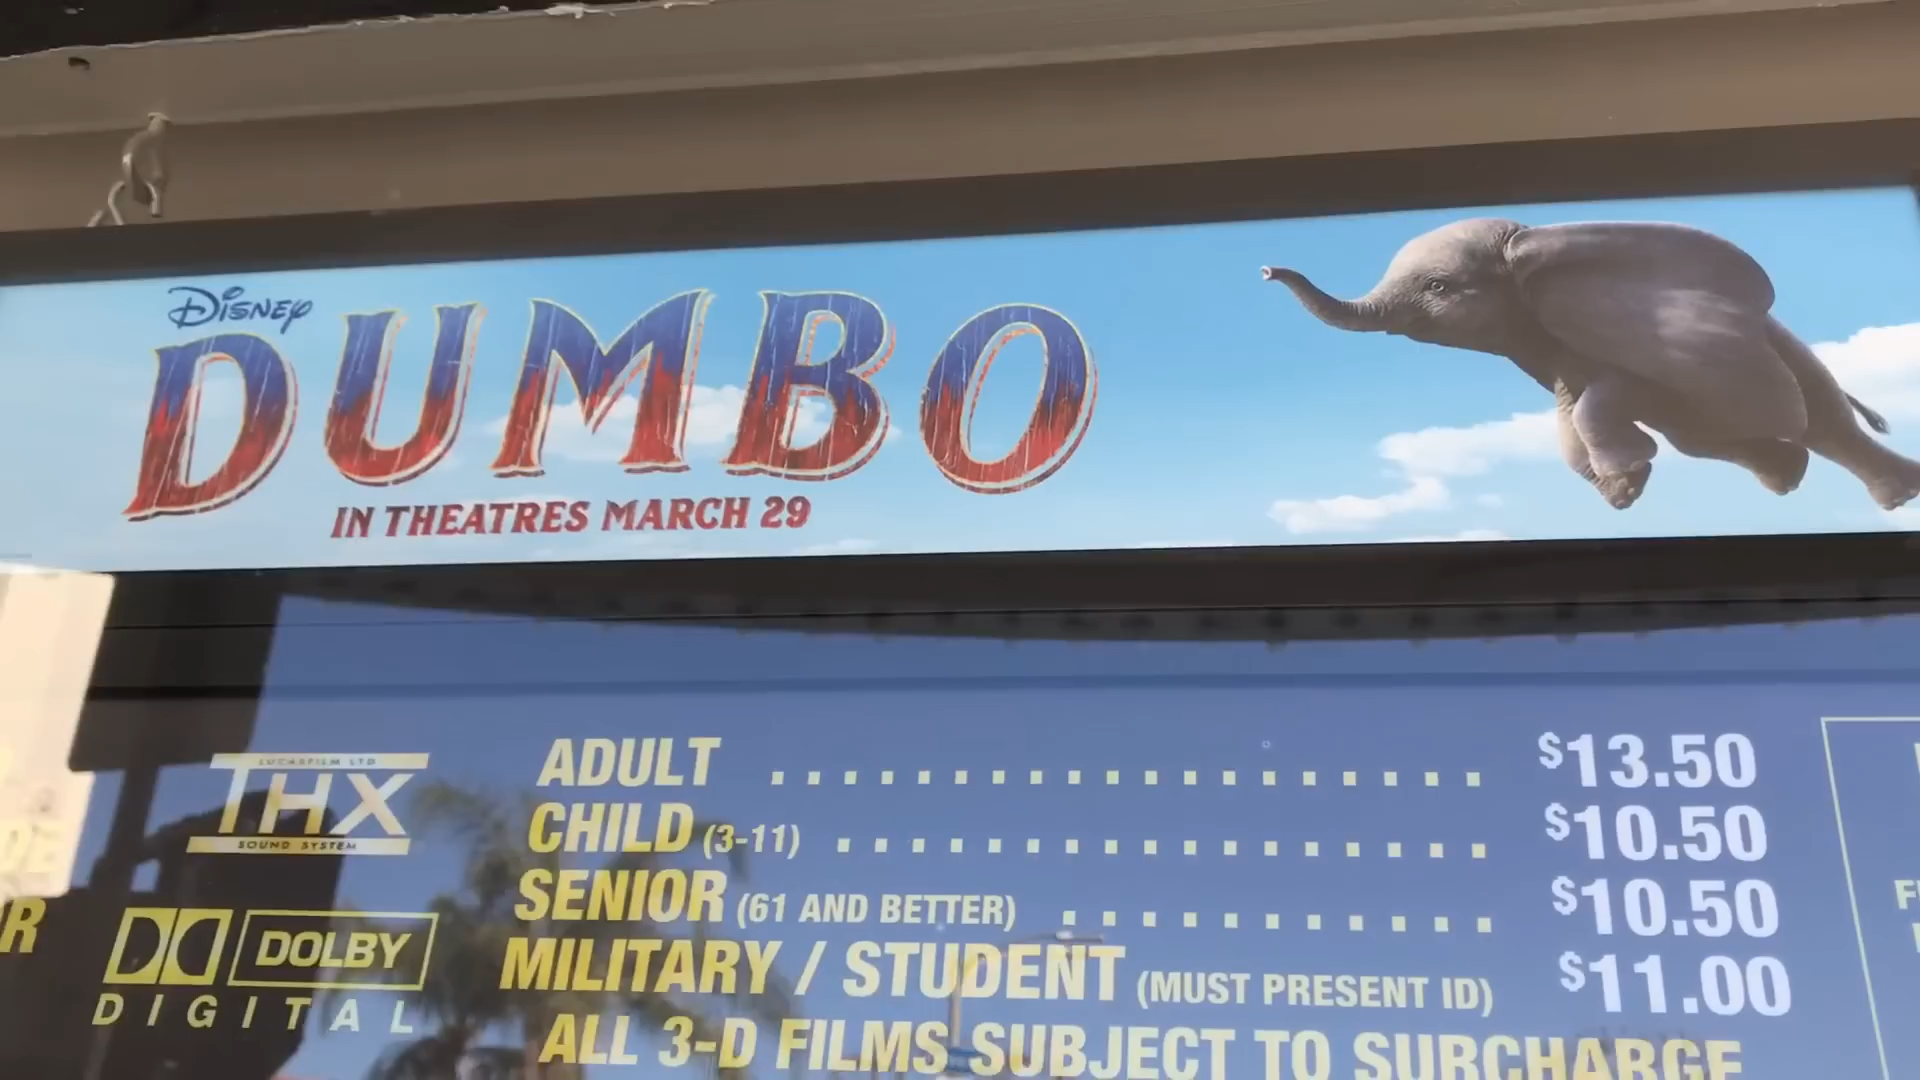 DISNEY
DUMBO
IN THEATRES MARCH 29
LUCASFILM LTD
THX
SOUND SYSTEM
DOLBY
DIGITAL
ADULT . . . . . . . . . . . . . . . . . . . . $13.50
CHILD (3-11) . . . . . . . . . . . . . . . . . . $10.50
SENIOR (61 AND BETTER) . . . . . . . . . . . . $10.50
MILITARY / STUDENT (MUST PRESENT ID) $11.00
ALL 3-D FILMS SUBJECT TO SURCHARGE